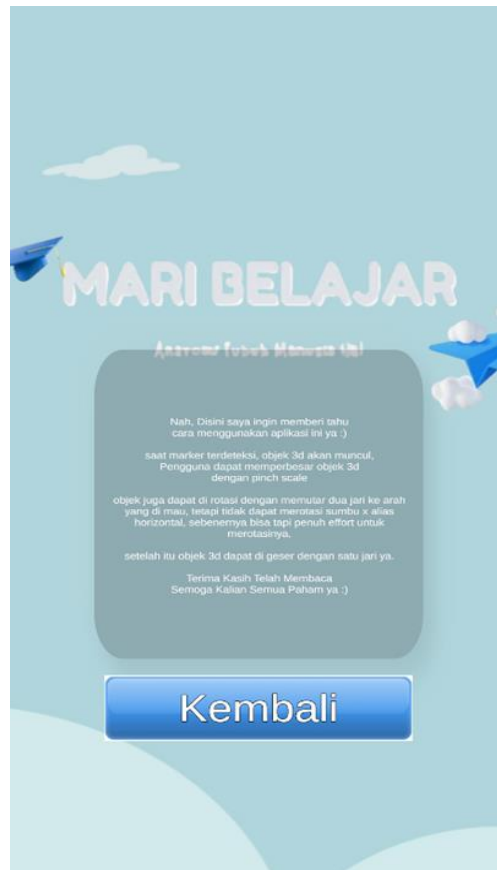 MARI BELAJAR
Anatomi Tubuh Manusia
Nah, Disini saya ingin memberi tahu
cara menggunakan aplikasi ini ya :)
saat marker terdeteksi, objek 3d akan muncul,
Pengguna dapat memperbesar objek 3d
dengan pinch scale
objek juga dapat di rotasi dengan memutar dua jari ke arah
yang di mau, tetapi tidak dapat merotasi sumbu x alias
horizontal, sebenernya bisa tapi penuh effort untuk
merotasinya,
setelah itu objek 3d dapat di geser dengan satu jari ya.
Terima Kasih Telah Membaca
Semoga Kalian Semua Paham ya :)
Kembali